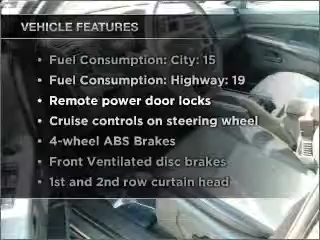 VEHICLE FEATURES
• Fuel Consumption: City: 15
• Fuel Consumption: Highway: 19
• Remote power door locks
• Cruise controls on steering wheel
• 4-wheel ABS Brakes
• Front Ventilated disc brakes
• 1st and 2nd row curtain head